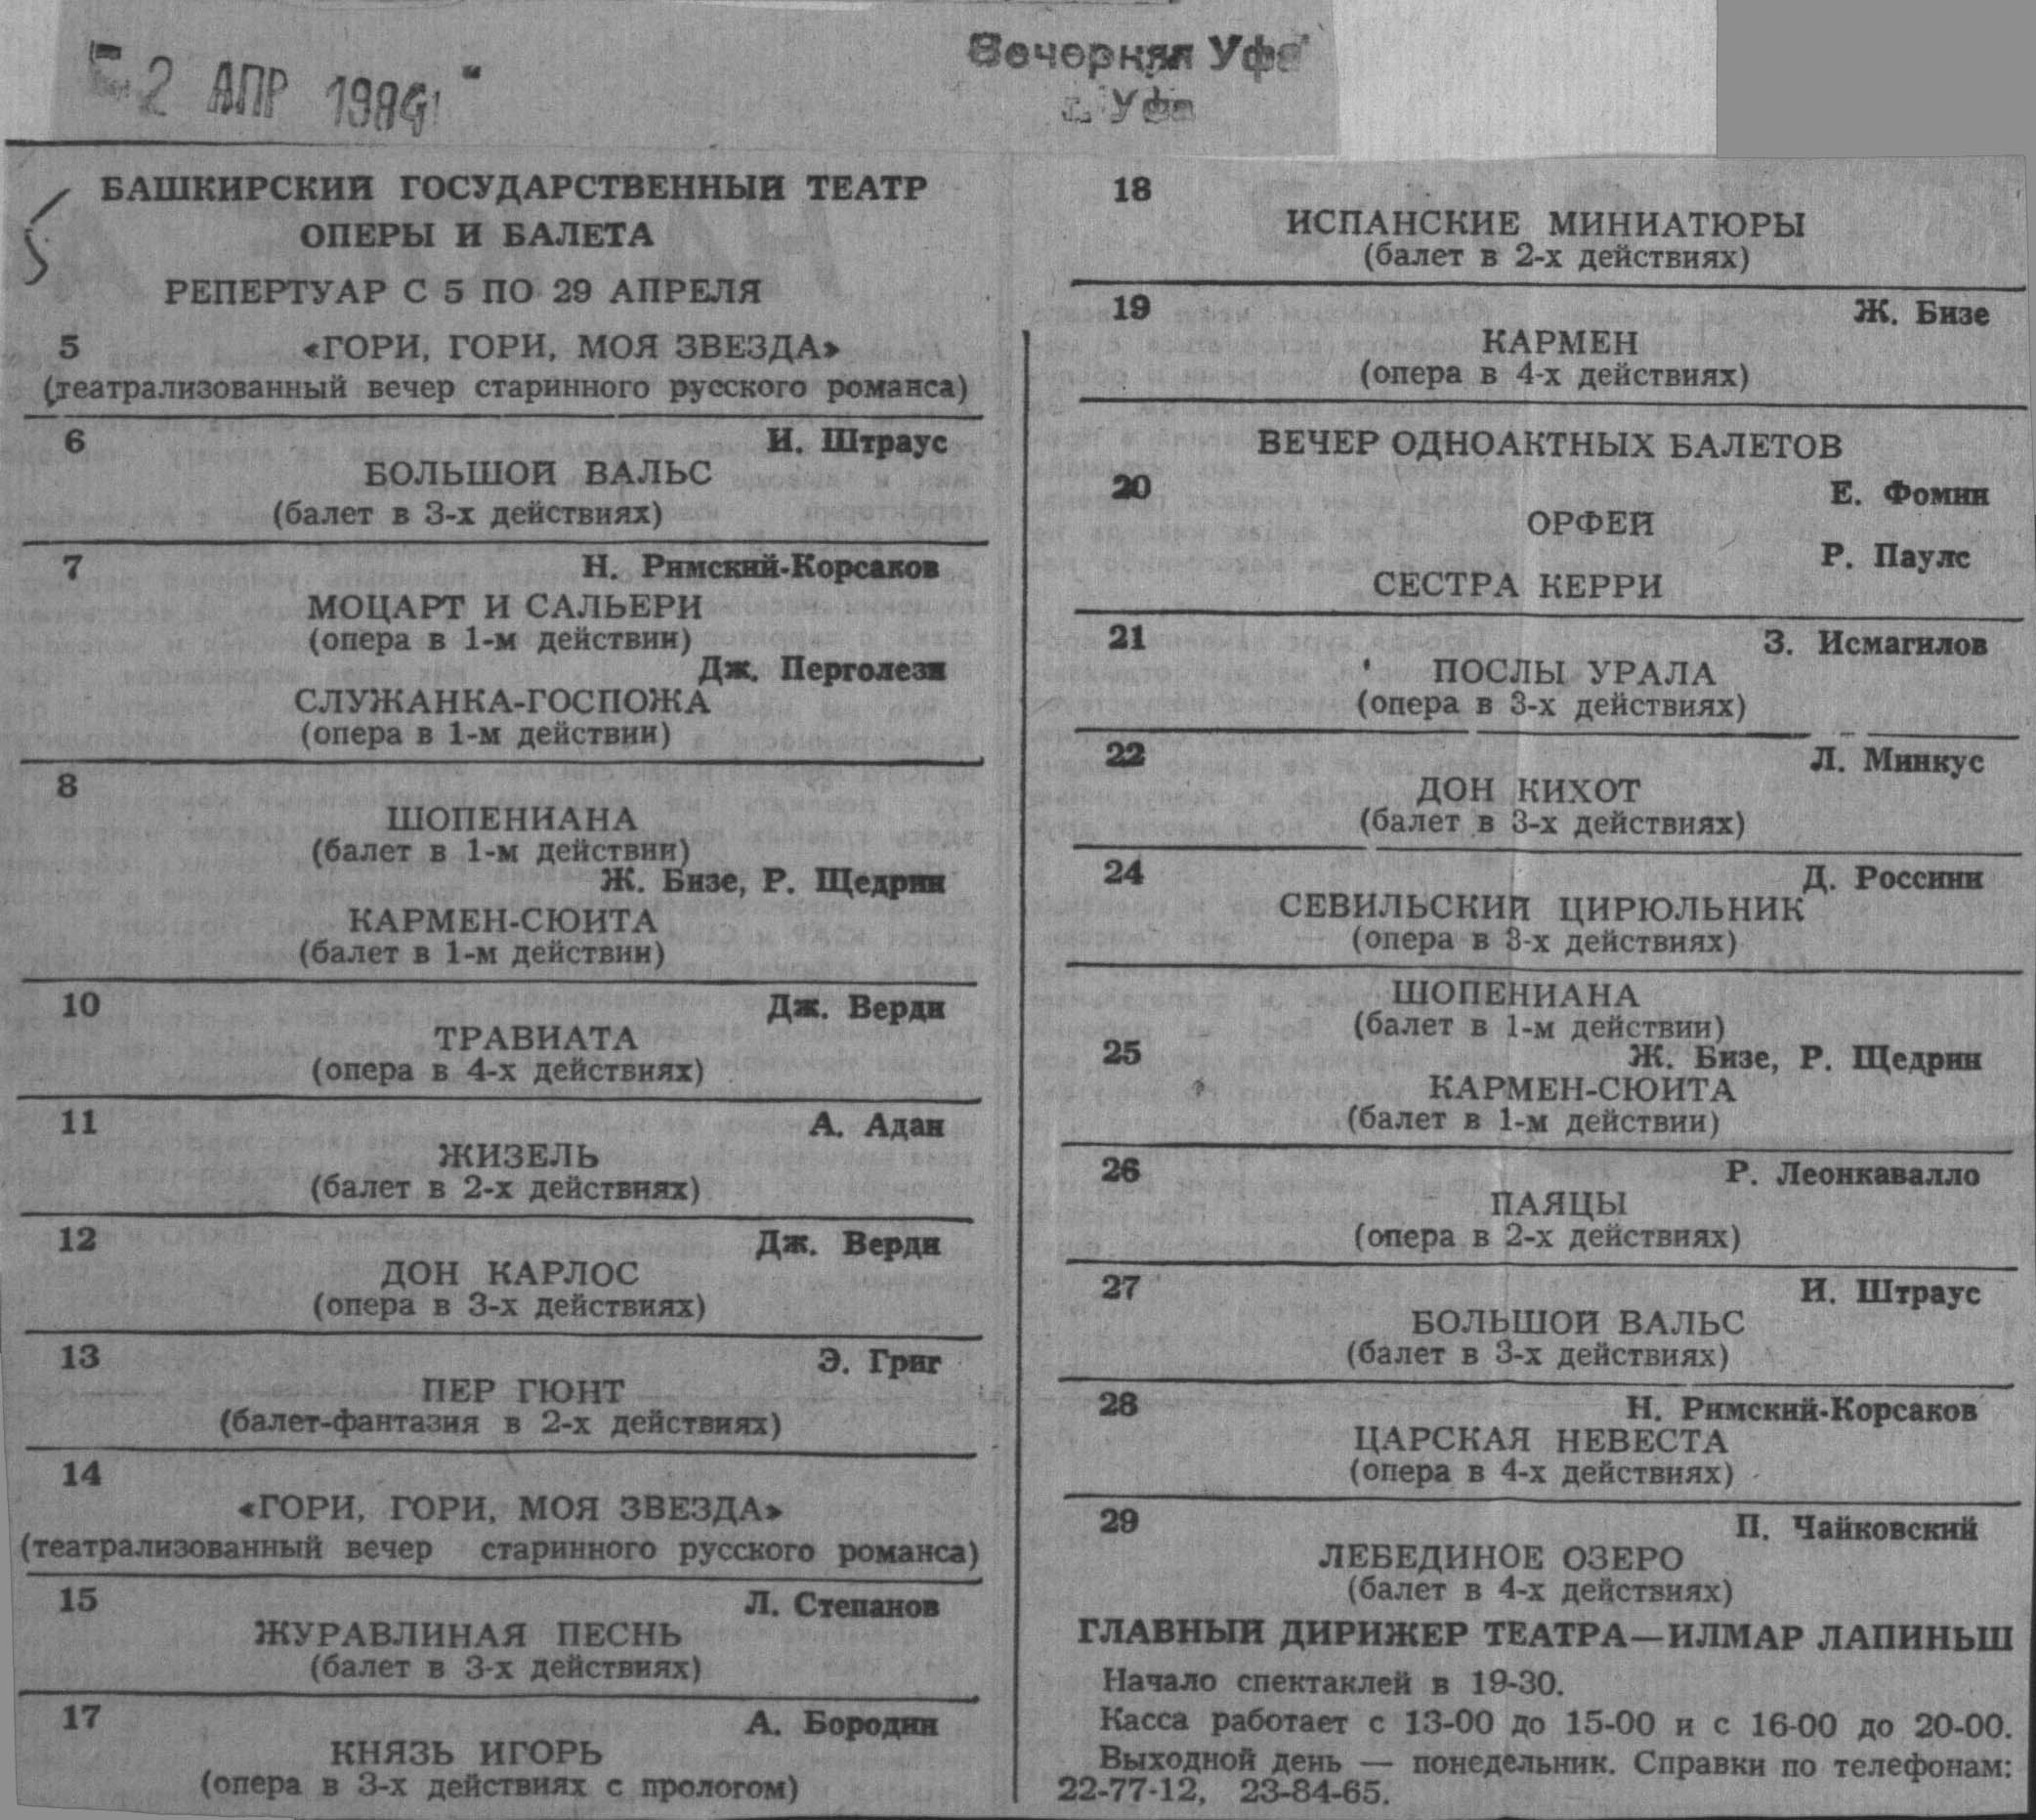 2 АПР 1984
Вечерняя Уфа
г. Уфа
БАШКИРСКИЙ ГОСУДАРСТВЕННЫЙ ТЕАТР
ОПЕРЫ И БАЛЕТА
РЕПЕРТУАР С 5 ПО 29 АПРЕЛЯ
5 «ГОРИ, ГОРИ, МОЯ ЗВЕЗДА»
(театрализованный вечер старинного русского романса)
6 И. Штраус
БОЛЬШОЙ ВАЛЬС
(балет в 3-х действиях)
7 Н. Римский-Корсаков
МОЦАРТ И САЛЬЕРИ
(опера в 1-м действии)
Дж. Перголези
СЛУЖАНКА-ГОСПОЖА
(опера в 1-м действии)
8
ШОПЕНИАНА
(балет в 1-м действии)
Ж. Бизе, Р. Щедрин
КАРМЕН-СЮИТА
(балет в 1-м действии)
10 Дж. Верди
ТРАВИАТА
(опера в 4-х действиях)
11 А. Адан
ЖИЗЕЛЬ
(балет в 2-х действиях)
12 Дж. Верди
ДОН КАРЛОС
(опера в 3-х действиях)
13 Э. Григ
ПЕР ГЮНТ
(балет-фантазия в 2-х действиях)
14
«ГОРИ, ГОРИ, МОЯ ЗВЕЗДА»
(театрализованный вечер старинного русского романса)
15 Л. Степанов
ЖУРАВЛИНАЯ ПЕСНЬ
(балет в 3-х действиях)
17 А. Бородин
КНЯЗЬ ИГОРЬ
(опера в 3-х действиях с прологом)
18
ИСПАНСКИЕ МИНИАТЮРЫ
(балет в 2-х действиях)
19 Ж. Бизе
КАРМЕН
(опера в 4-х действиях)
ВЕЧЕР ОДНОАКТНЫХ БАЛЕТОВ
20 Е. Фомин
ОРФЕЙ
Р. Паулс
СЕСТРА КЕРРИ
21 З. Исмагилов
ПОСЛЫ УРАЛА
(опера в 3-х действиях)
22 Л. Минкус
ДОН КИХОТ
(балет в 3-х действиях)
24 Д. Россини
СЕВИЛЬСКИЙ ЦИРЮЛЬНИК
(опера в 3-х действиях)
ШОПЕНИАНА
(балет в 1-м действии)
25 Ж. Бизе, Р. Щедрин
КАРМЕН-СЮИТА
(балет в 1-м действии)
26 Р. Леонкавалло
ПАЯЦЫ
(опера в 2-х действиях)
27 И. Штраус
БОЛЬШОЙ ВАЛЬС
(балет в 3-х действиях)
28 Н. Римский-Корсаков
ЦАРСКАЯ НЕВЕСТА
(опера в 4-х действиях)
29 П. Чайковский
ЛЕБЕДИНОЕ ОЗЕРО
(балет в 4-х действиях)
ГЛАВНЫЙ ДИРИЖЕР ТЕАТРА—ИЛМАР ЛАПИНЬШ
Начало спектаклей в 19-30.
Касса работает с 13-00 до 15-00 и с 16-00 до 20-00.
Выходной день — понедельник. Справки по телефонам:
22-77-12, 23-84-65.